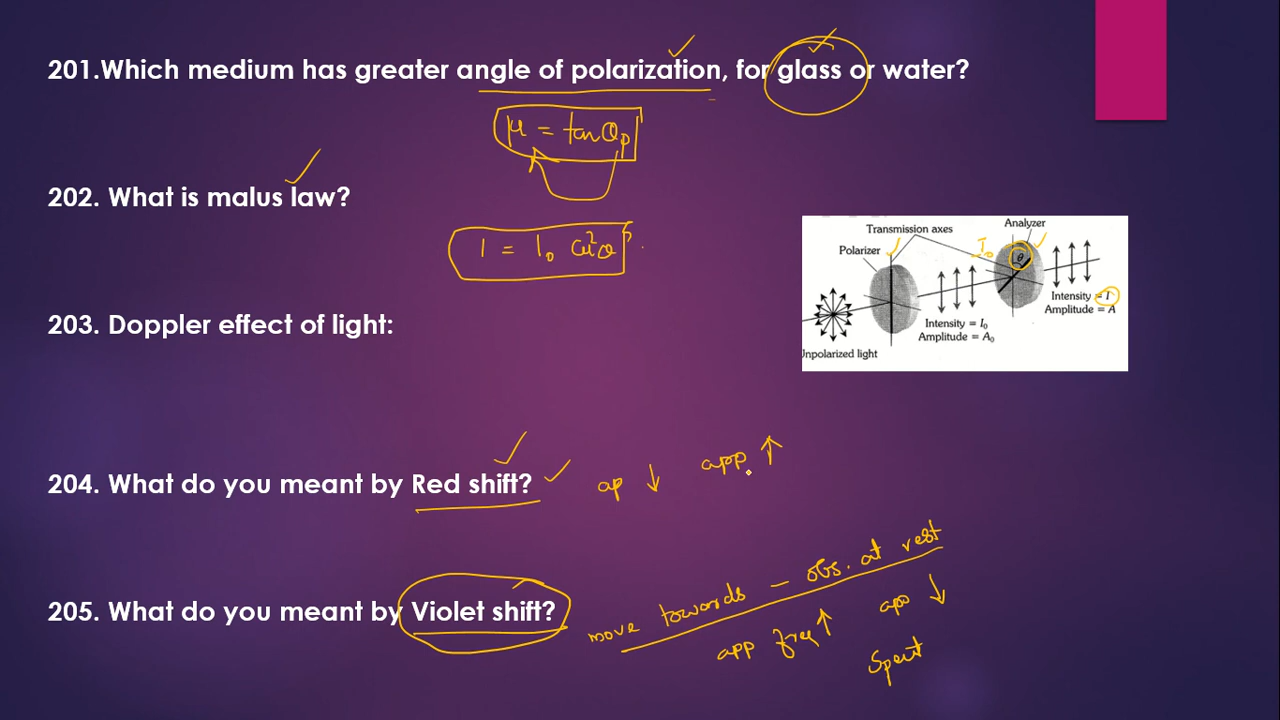 201.Which medium has greater angle of polarization, for glass or water?
μ = tanθp
202. What is malus law?
I = I₀ cos²θ
Transmission axes
Analyzer
Polarizer
I₀
θ
Intensity = I
Amplitude = A
Intensity = I₀
Amplitude = A₀
Unpolarized light
203. Doppler effect of light:
204. What do you meant by Red shift? ap ↓ app ↑
205. What do you meant by Violet shift?
move towards – obs. at rest
app freq ↑ app ↓